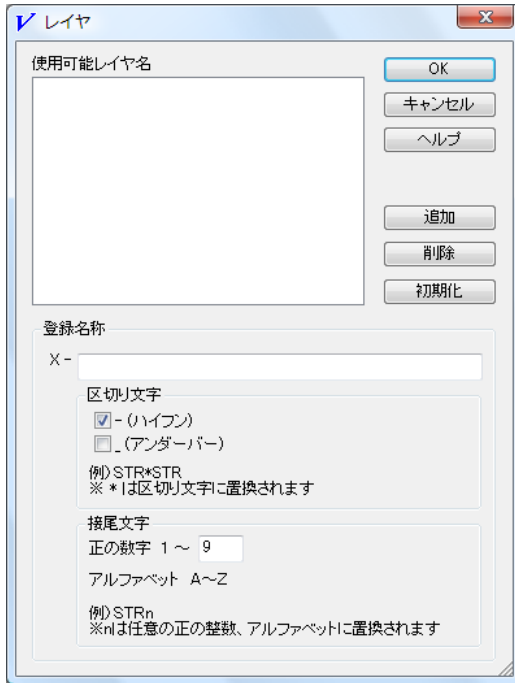 V レイヤ
使用可能レイヤ名
OK
キャンセル
ヘルプ
追加
削除
初期化
登録名称
X -
区切り文字
- (ハイフン)
_ (アンダーバー)
例) STR*STR
※ * は区切り文字に置換されます
接尾文字
正の数字 1 ～ 9
アルファベット A～Z
例) STRn
※nは任意の正の整数、アルファベットに置換されます